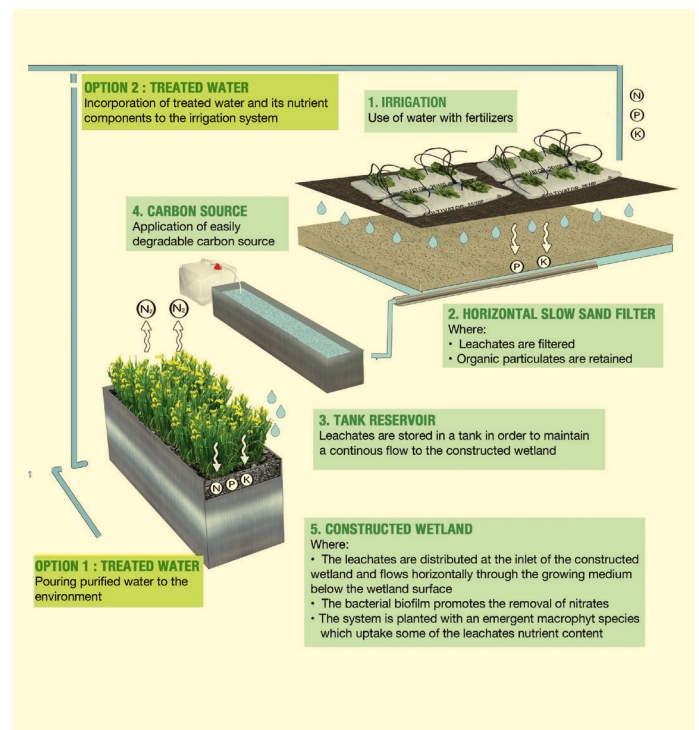 OPTION 2 : TREATED WATER
Incorporation of treated water and its nutrient
components to the irrigation system
1. IRRIGATION
Use of water with fertilizers
N
P
K
4. CARBON SOURCE
Application of easily
degradable carbon source
P K
2. HORIZONTAL SLOW SAND FILTER
Where:
• Leachates are filtered
• Organic particulates are retained
N₂ N₂
3. TANK RESERVOIR
Leachates are stored in a tank in order to maintain
a continous flow to the constructed wetland
1
N P K
5. CONSTRUCTED WETLAND
Where:
• The leachates are distributed at the inlet of the constructed
wetland and flows horizontally through the growing medium
below the wetland surface
• The bacterial biofilm promotes the removal of nitrates
• The system is planted with an emergent macrophyt species
which uptake some of the leachates nutrient content
OPTION 1 : TREATED WATER
Pouring purified water to the
environment